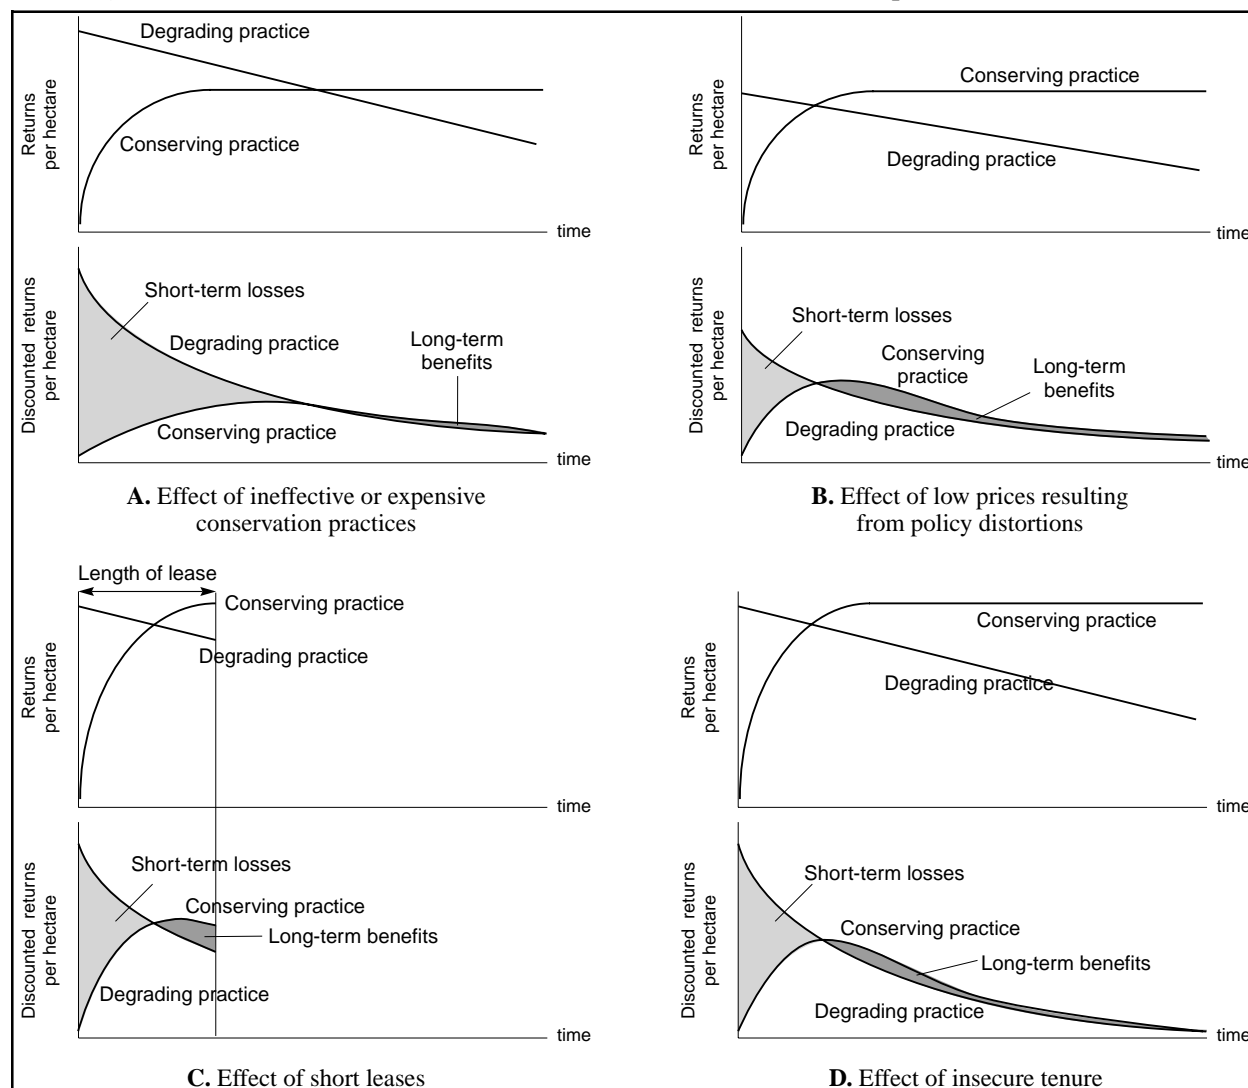 Degrading practice
Returns
per hectare
Conserving practice
time
Conserving practice
Returns
per hectare
Degrading practice
time
Short-term losses
Discounted returns
per hectare
Degrading practice
Long-term
benefits
Conserving practice
time
A. Effect of ineffective or expensive
conservation practices
Short-term losses
Discounted returns
per hectare
Conserving
practice
Long-term
benefits
Degrading practice
time
B. Effect of low prices resulting
from policy distortions
Length of lease
Conserving practice
Returns
per hectare
Degrading practice
time
Conserving practice
Returns
per hectare
Degrading practice
time
Short-term losses
Discounted returns
per hectare
Conserving practice
Long-term benefits
Degrading practice
time
C. Effect of short leases
Short-term losses
Discounted returns
per hectare
Conserving practice
Long-term benefits
Degrading practice
time
D. Effect of insecure tenure